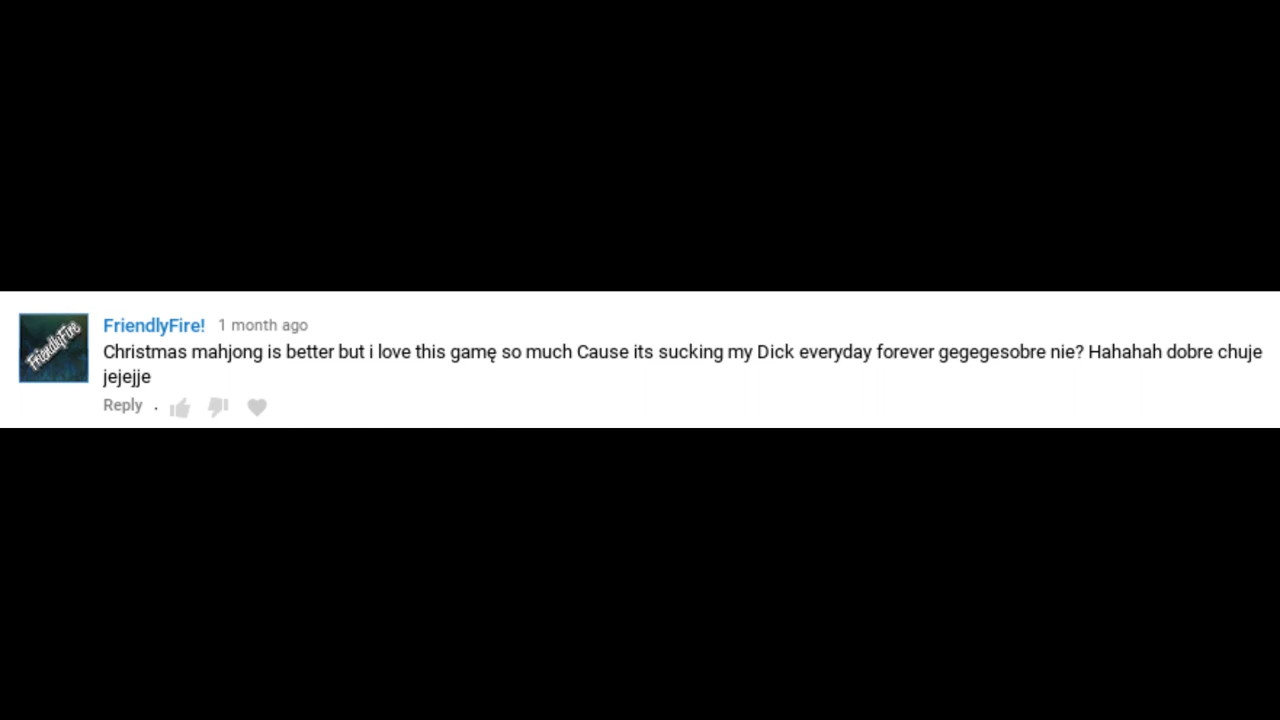 FriendlyFire
FriendlyFire! 1 month ago
Christmas mahjong is better but i love this gamę so much Cause its sucking my Dick everyday forever gegegesobre nie? Hahahah dobre chuje
jejejje
Reply .